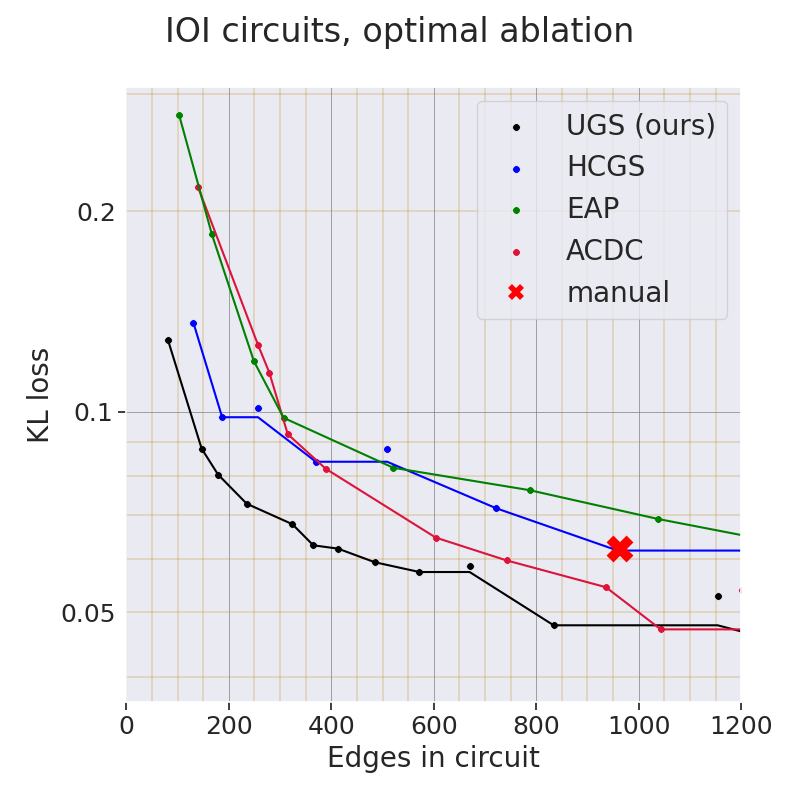 IOI circuits, optimal ablation
UGS (ours)
HCGS
EAP
ACDC
manual
0.2
0.1
0.05
KL loss
0 200 400 600 800 1000 1200
Edges in circuit